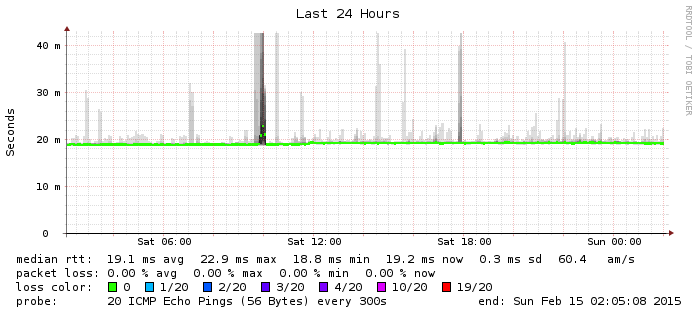 Last 24 Hours
RRDTOOL / TOBI OETIKER
Seconds
40 m
30 m
20 m
10 m
0
Sat 06:00 Sat 12:00 Sat 18:00 Sun 00:00
median rtt: 19.1 ms avg 22.9 ms max 18.8 ms min 19.2 ms now 0.3 ms sd 60.4 am/s
packet loss: 0.00 % avg 0.00 % max 0.00 % min 0.00 % now
loss color: 0 1/20 2/20 3/20 4/20 10/20 19/20
probe: 20 ICMP Echo Pings (56 Bytes) every 300s end: Sun Feb 15 02:05:08 2015